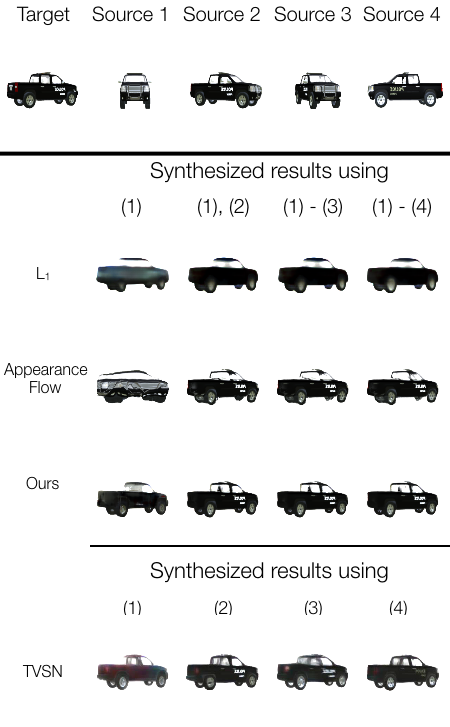 Target Source 1 Source 2 Source 3 Source 4
Synthesized results using
(1) (1), (2) (1) - (3) (1) - (4)
L₁
Appearance
Flow
Ours
Synthesized results using
(1) (2) (3) (4)
TVSN